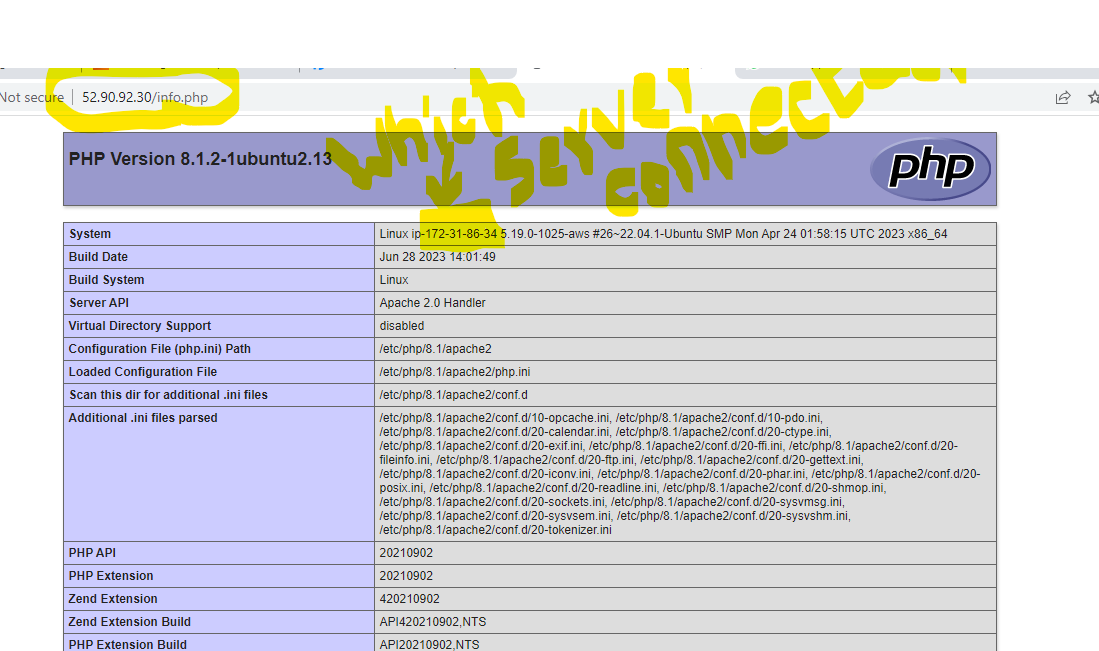 Not secure | 52.90.92.30/info.php
which server connected
PHP Version 8.1.2-1ubuntu2.13
php
System Linux ip-172-31-86-34 5.19.0-1025-aws #26~22.04.1-Ubuntu SMP Mon Apr 24 01:58:15 UTC 2023 x86_64
Build Date Jun 28 2023 14:01:49
Build System Linux
Server API Apache 2.0 Handler
Virtual Directory Support disabled
Configuration File (php.ini) Path /etc/php/8.1/apache2
Loaded Configuration File /etc/php/8.1/apache2/php.ini
Scan this dir for additional .ini files /etc/php/8.1/apache2/conf.d
Additional .ini files parsed /etc/php/8.1/apache2/conf.d/10-opcache.ini, /etc/php/8.1/apache2/conf.d/10-pdo.ini,
/etc/php/8.1/apache2/conf.d/20-calendar.ini, /etc/php/8.1/apache2/conf.d/20-ctype.ini,
/etc/php/8.1/apache2/conf.d/20-exif.ini, /etc/php/8.1/apache2/conf.d/20-ffi.ini, /etc/php/8.1/apache2/conf.d/20-
fileinfo.ini, /etc/php/8.1/apache2/conf.d/20-ftp.ini, /etc/php/8.1/apache2/conf.d/20-gettext.ini,
/etc/php/8.1/apache2/conf.d/20-iconv.ini, /etc/php/8.1/apache2/conf.d/20-phar.ini, /etc/php/8.1/apache2/conf.d/20-
posix.ini, /etc/php/8.1/apache2/conf.d/20-readline.ini, /etc/php/8.1/apache2/conf.d/20-shmop.ini,
/etc/php/8.1/apache2/conf.d/20-sockets.ini, /etc/php/8.1/apache2/conf.d/20-sysvmsg.ini,
/etc/php/8.1/apache2/conf.d/20-sysvsem.ini, /etc/php/8.1/apache2/conf.d/20-sysvshm.ini,
/etc/php/8.1/apache2/conf.d/20-tokenizer.ini
PHP API 20210902
PHP Extension 20210902
Zend Extension 420210902
Zend Extension Build API420210902,NTS
PHP Extension Build API20210902,NTS